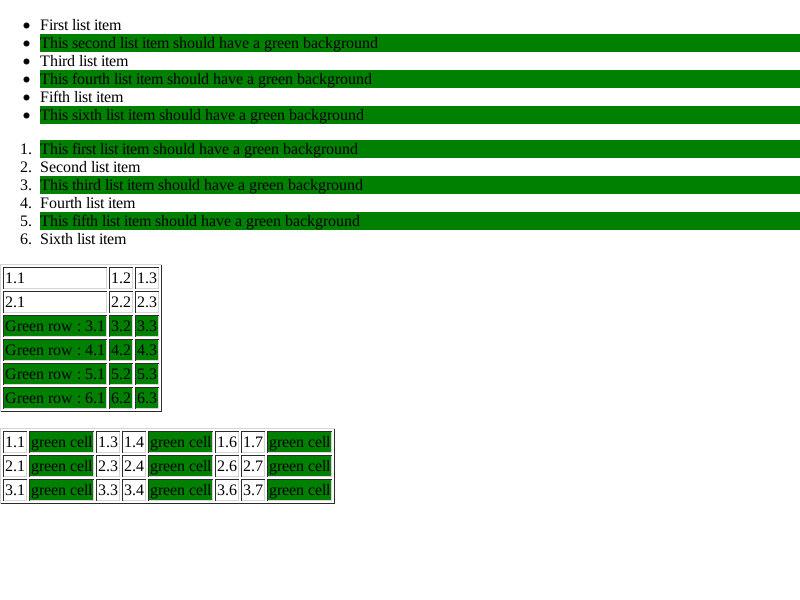 First list item
This second list item should have a green background
Third list item
This fourth list item should have a green background
Fifth list item
This sixth list item should have a green background
1. This first list item should have a green background
2. Second list item
3. This third list item should have a green background
4. Fourth list item
5. This fifth list item should have a green background
6. Sixth list item
1.1 1.2 1.3
2.1 2.2 2.3
Green row : 3.1 3.2 3.3
Green row : 4.1 4.2 4.3
Green row : 5.1 5.2 5.3
Green row : 6.1 6.2 6.3
1.1 green cell 1.3 1.4 green cell 1.6 1.7 green cell
2.1 green cell 2.3 2.4 green cell 2.6 2.7 green cell
3.1 green cell 3.3 3.4 green cell 3.6 3.7 green cell